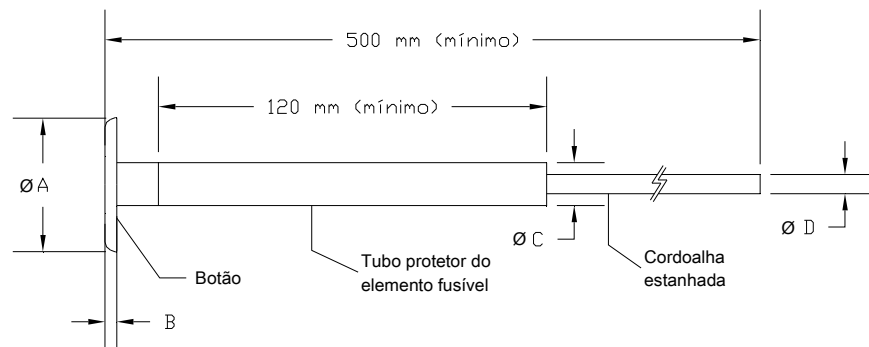 500 mm (mínimo)
120 mm (mínimo)
ØA
ØC
ØD
Botão
Tubo protetor do
elemento fusível
Cordoalha
estanhada
B